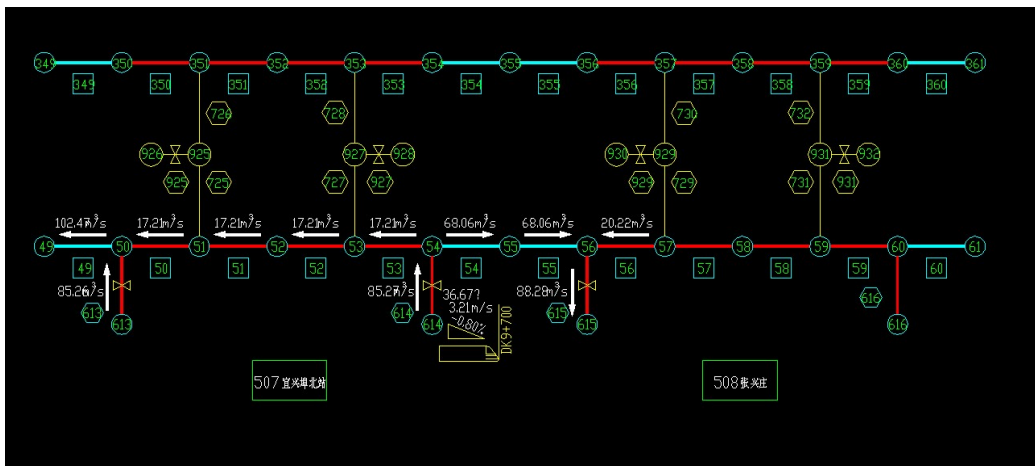 349 350 351 352 353 354 355 356 357 358 359 360 361
349 350 351 352 353 354 355 356 357 358 359 360
726 728 730 732
926 925 927 928 930 929 931 932
925 725 727 927 929 729 731 931
102.47m³/s 17.21m³/s 17.21m³/s 17.21m³/s 17.21m³/s 68.06m³/s 68.06m³/s 20.22m³/s
49 50 51 52 53 54 55 56 57 58 59 60 61
49 50 51 52 53 54 55 56 57 58 59 60
85.26m³/s 85.27m³/s 36.67? 88.28m³/s
616
3.21m/s
613 614 615
-0.80%
613 614 615 616
DK9+700
507 宜兴埠北站 508 张兴庄